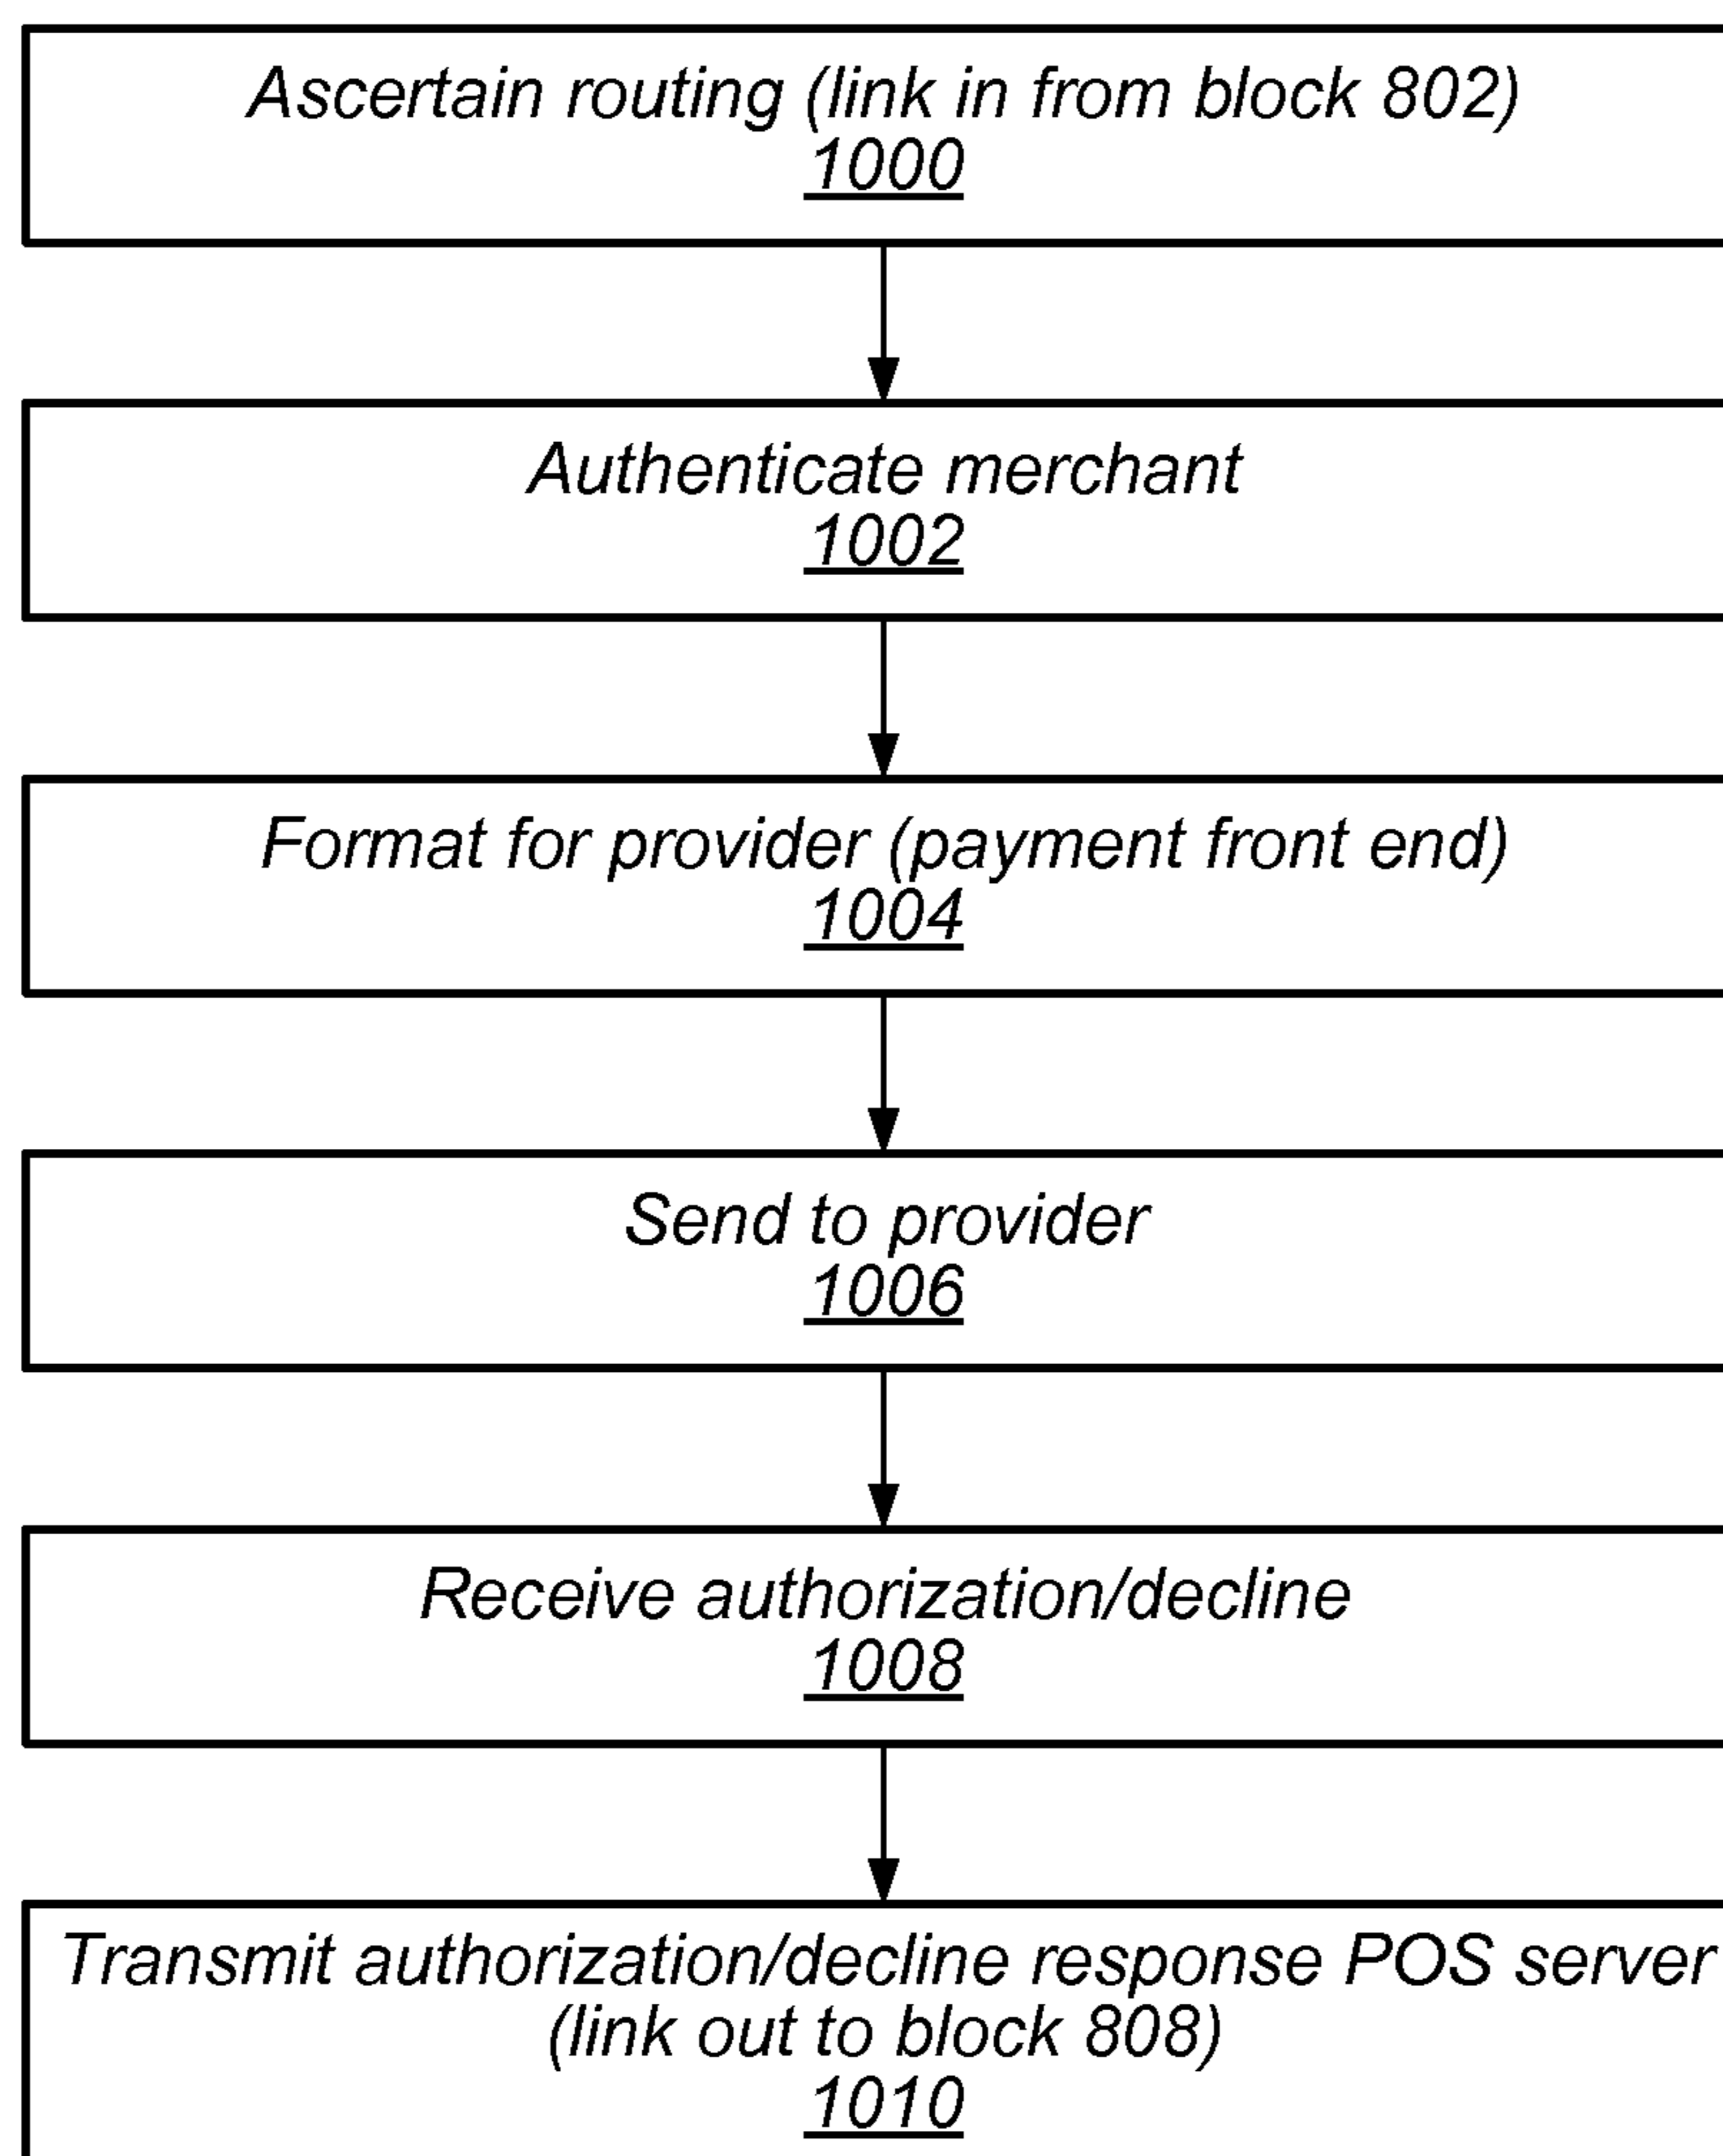 Ascertain routing (link in from block 802)
1000
Authenticate merchant
1002
Format for provider (payment front end)
1004
Send to provider
1006
Receive authorization/decline
1008
Transmit authorization/decline response POS server
(link out to block 808)
1010